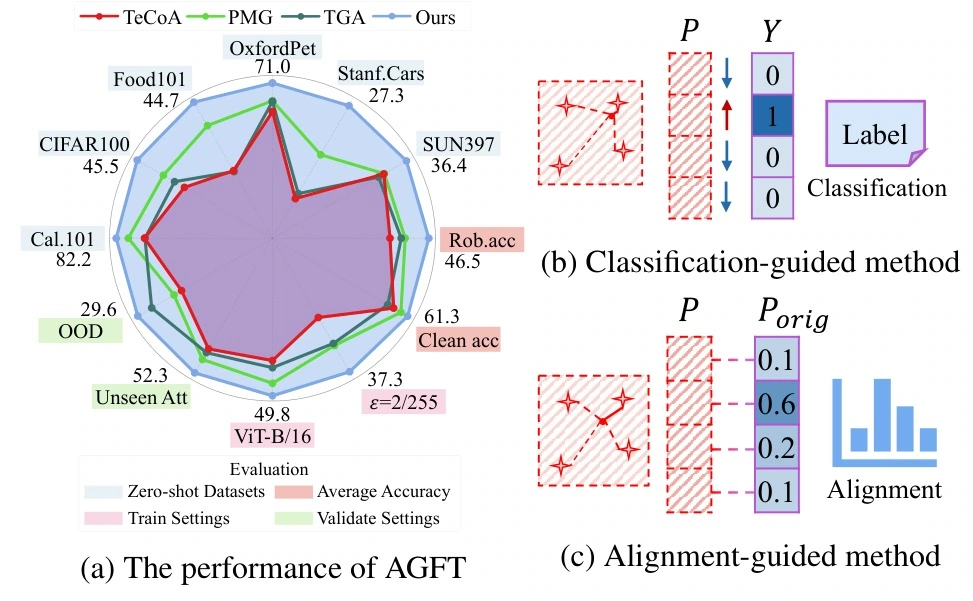 TeCoA PMG TGA Ours
OxfordPet
71.0
Stanf.Cars
27.3
SUN397
36.4
Rob.acc
46.5
61.3
Clean acc
37.3
ε=2/255
49.8
ViT-B/16
52.3
Unseen Att
29.6
OOD
Cal.101
82.2
CIFAR100
45.5
Food101
44.7
Evaluation
Zero-shot Datasets Average Accuracy
Train Settings Validate Settings
(a) The performance of AGFT
P Y
0
1
0
0
Label
Classification
(b) Classification-guided method
P P_orig
0.1
0.6
0.2
0.1
Alignment
(c) Alignment-guided method